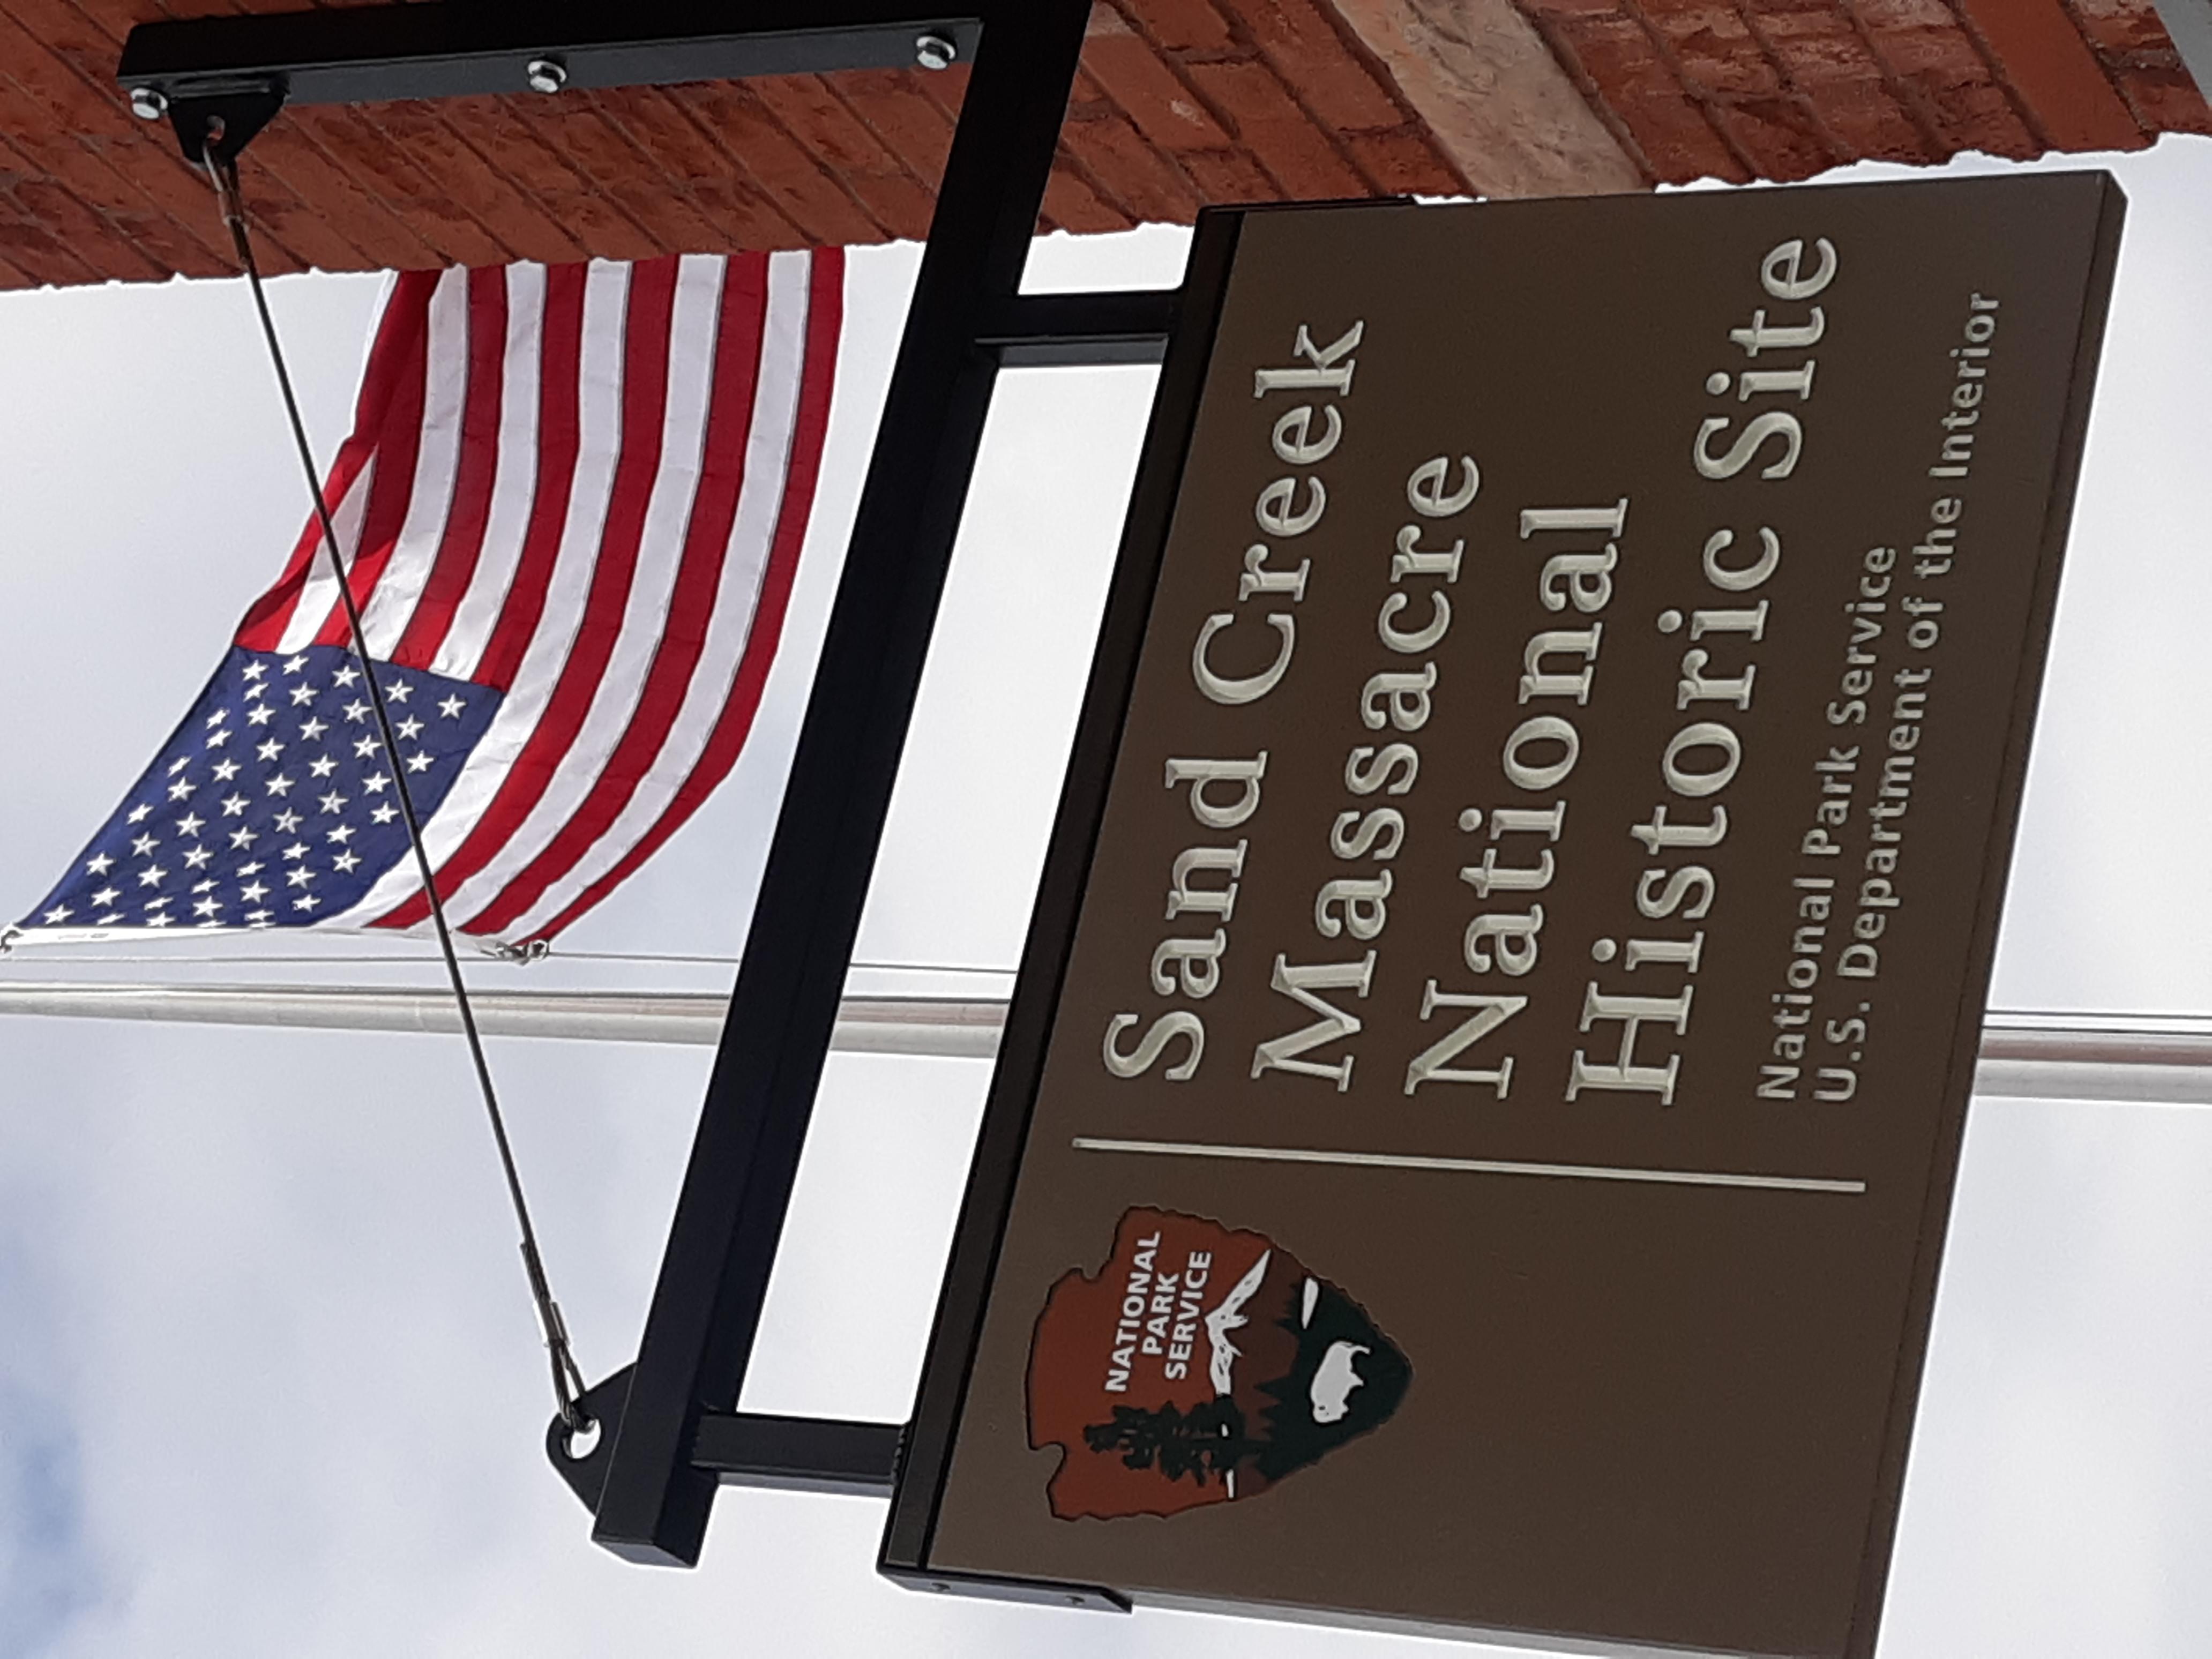 NATIONAL
PARK
SERVICE
Sand Creek
Massacre
National
Historic Site
National Park Service
U.S. Department of the Interior